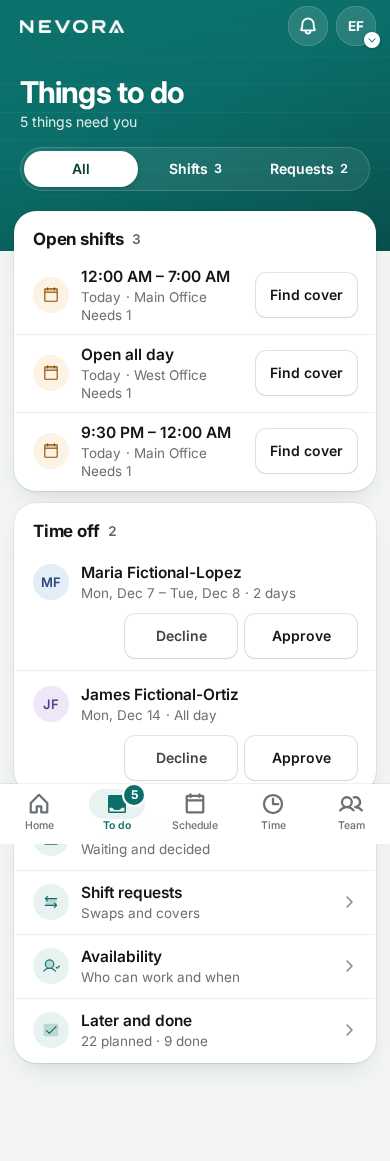 NEVORA
EF
Things to do
5 things need you
All
Shifts 3
Requests 2
Open shifts 3
12:00 AM – 7:00 AM
Today · Main Office
Needs 1
Find cover
Open all day
Today · West Office
Needs 1
Find cover
9:30 PM – 12:00 AM
Today · Main Office
Needs 1
Find cover
Time off 2
MF
Maria Fictional-Lopez
Mon, Dec 7 – Tue, Dec 8 · 2 days
Decline
Approve
JF
James Fictional-Ortiz
Mon, Dec 14 · All day
Decline
Approve
5
Home
To do
Schedule
Time
Team
Waiting and decided
Shift requests
Swaps and covers
Availability
Who can work and when
Later and done
22 planned · 9 done